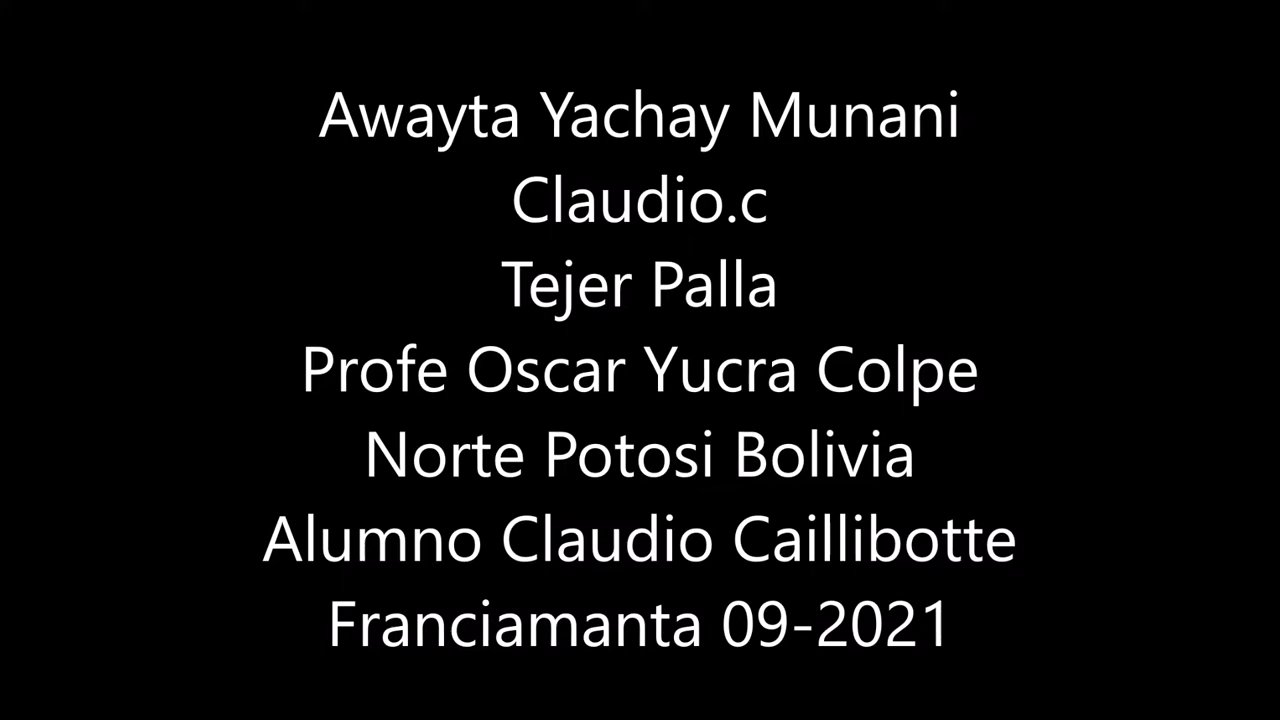 Awayta Yachay Munani
Claudio.c
Tejer Palla
Profe Oscar Yucra Colpe
Norte Potosi Bolivia
Alumno Claudio Caillibotte
Franciamanta 09-2021